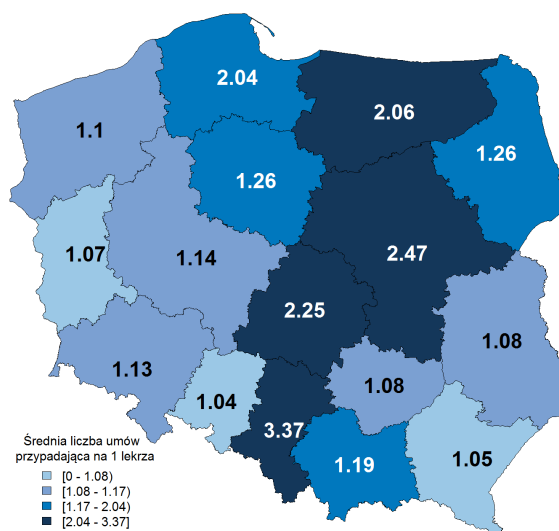 2.04
2.06
1.1
1.26
1.26
1.07
1.14
2.47
2.25
1.13
1.08
1.08
1.04
3.37
1.19
1.05
Średnia liczba umów
przypadająca na 1 lekrza
[0 - 1.08)
[1.08 - 1.17)
[1.17 - 2.04)
[2.04 - 3.37]